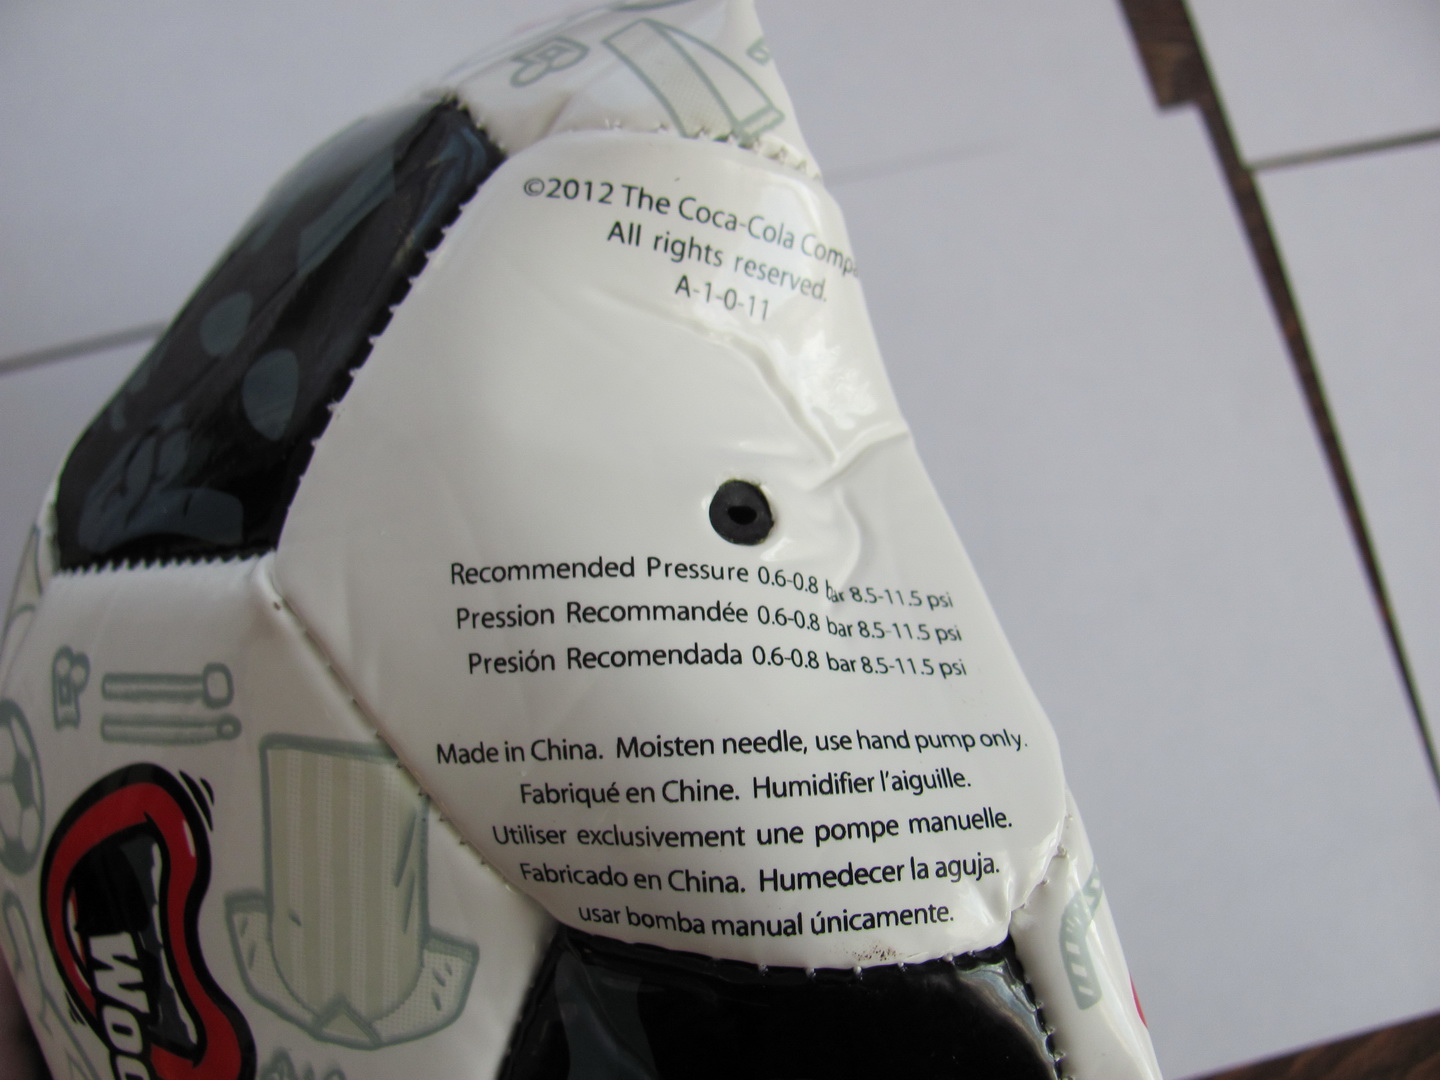 ©2012 The Coca-Cola
All rights reserved.
A-1-0-11
Recommended Pressure 0.6-0.8 bar 8.5-11.5 psi
Pression Recommandée 0.6-0.8 bar 8.5-11.5 psi
Presión Recomendada 0.6-0.8 bar 8.5-11.5 psi
Made in China. Moisten needle, use hand pump only.
Fabriqué en Chine. Humidifier l'aiguille.
Utiliser exclusivement une pompe manuelle.
Fabricado en China. Humedecer la aguja.
usar bomba manual únicamente.